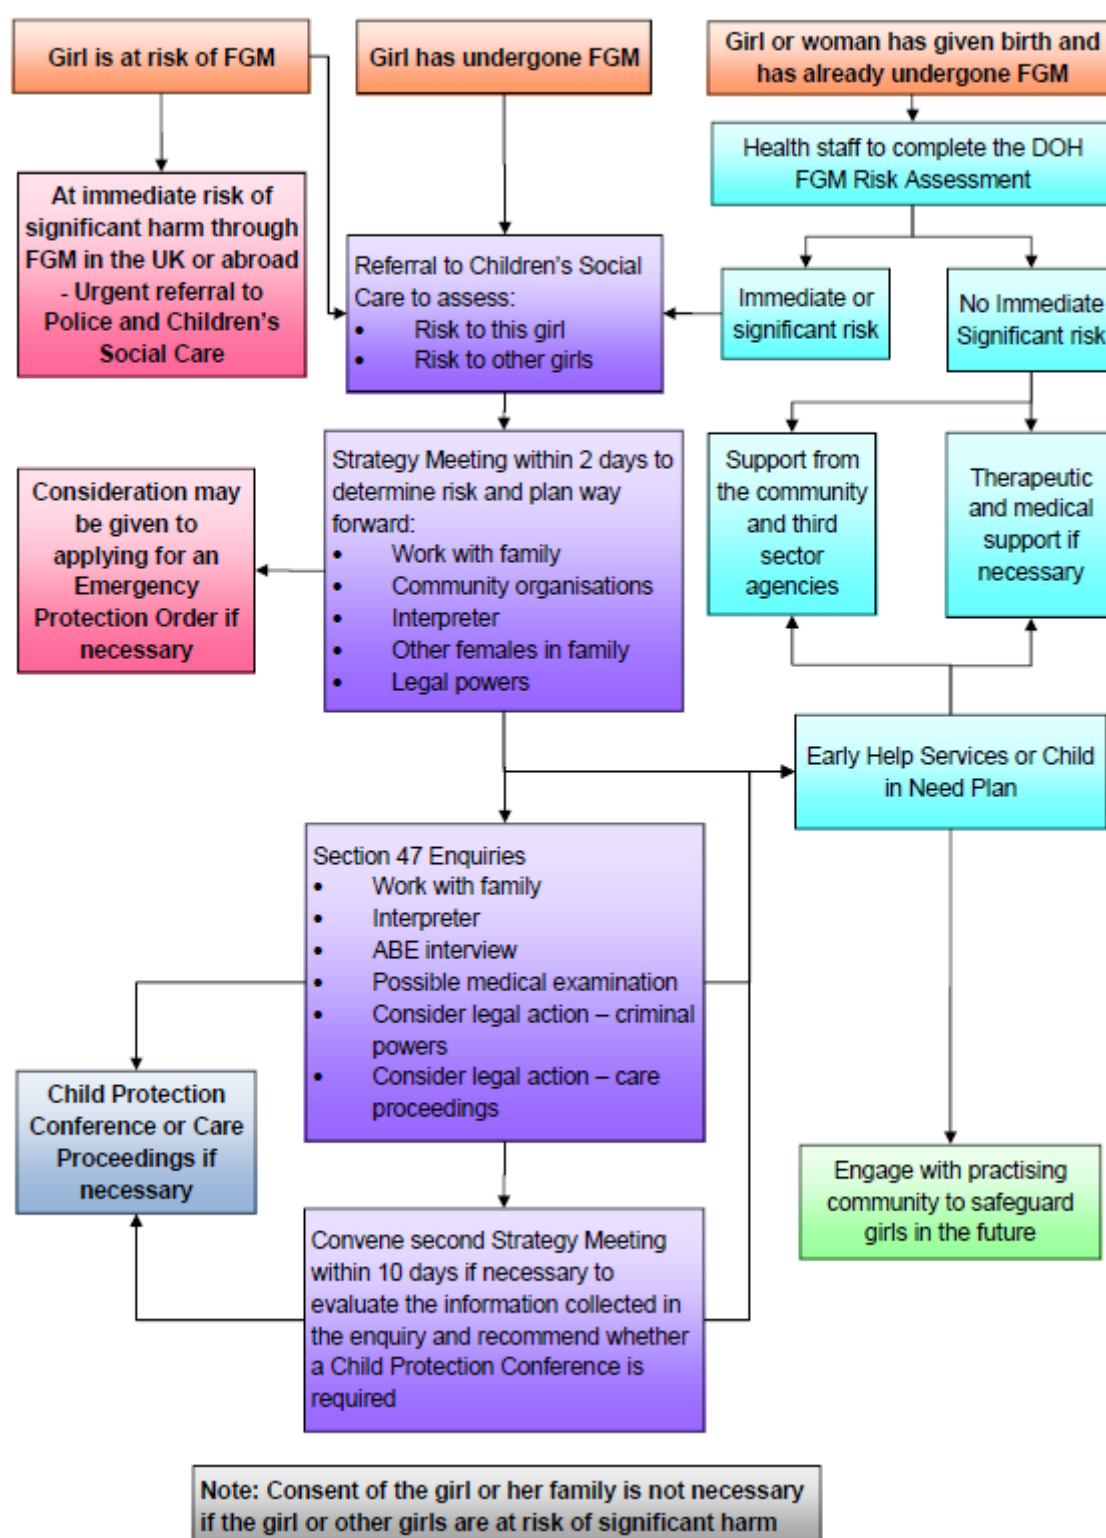 Girl is at risk of FGM
Girl has undergone FGM
Girl or woman has given birth and
has already undergone FGM
Health staff to complete the DOH
FGM Risk Assessment
At immediate risk of
significant harm through
FGM in the UK or abroad
- Urgent referral to
Police and Children's
Social Care
Referral to Children's Social
Care to assess:
• Risk to this girl
• Risk to other girls
Immediate or
significant risk
No Immediate
Significant risk
Strategy Meeting within 2 days to
determine risk and plan way
forward:
• Work with family
• Community organisations
• Interpreter
• Other females in family
• Legal powers
Consideration may
be given to
applying for an
Emergency
Protection Order if
necessary
Support from
the community
and third
sector
agencies
Therapeutic
and medical
support if
necessary
Early Help Services or Child
in Need Plan
Section 47 Enquiries
• Work with family
• Interpreter
• ABE interview
• Possible medical examination
• Consider legal action – criminal
powers
• Consider legal action – care
proceedings
Child Protection
Conference or Care
Proceedings if
necessary
Engage with practising
community to safeguard
girls in the future
Convene second Strategy Meeting
within 10 days if necessary to
evaluate the information collected in
the enquiry and recommend whether
a Child Protection Conference is
required
Note: Consent of the girl or her family is not necessary
if the girl or other girls are at risk of significant harm